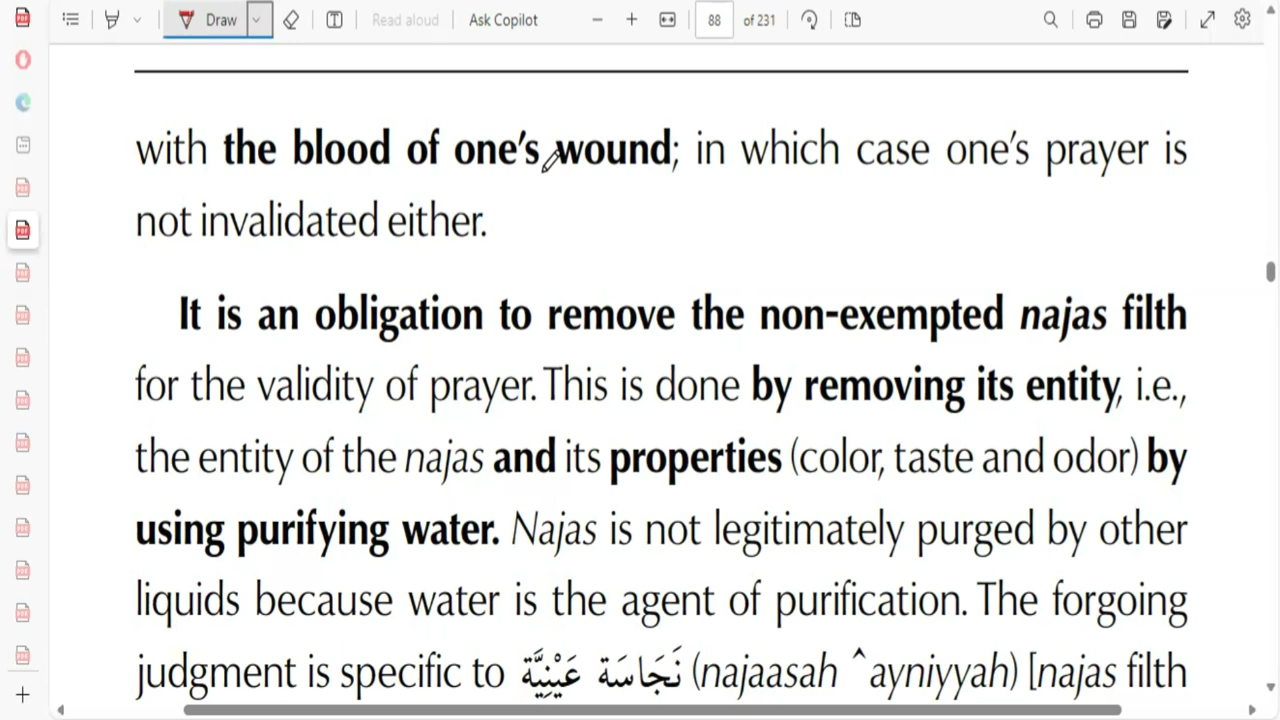 Draw
Read aloud
Ask Copilot
88
of 231
with the blood of one's wound; in which case one's prayer is
not invalidated either.
It is an obligation to remove the non-exempted najas filth
for the validity of prayer. This is done by removing its entity, i.e.,
the entity of the najas and its properties (color, taste and odor) by
using purifying water. Najas is not legitimately purged by other
liquids because water is the agent of purification. The forgoing
judgment is specific to نَجَاسَة عَيْنِيَّة (najaasah ^ayniyyah) [najas filth